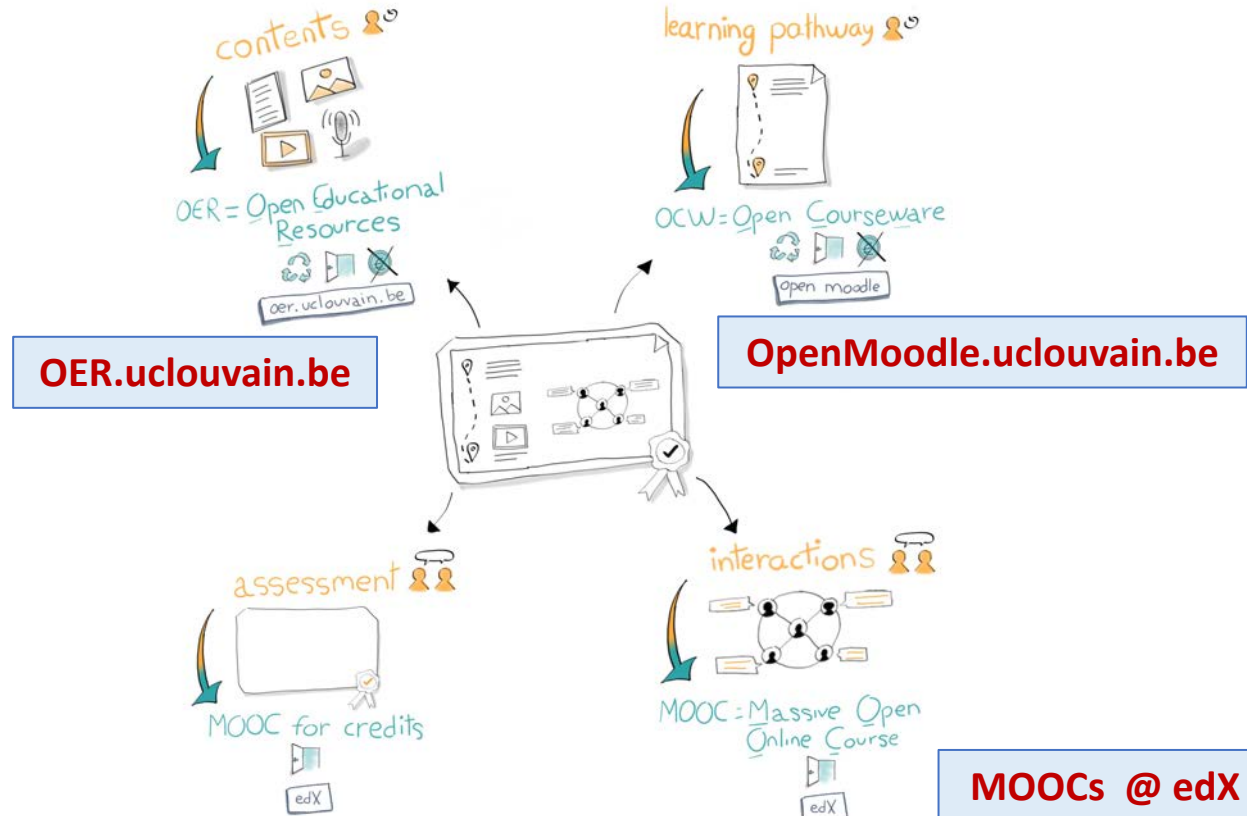 contents
OER = Open Educational
Resources
oer.uclouvain.be
OER.uclouvain.be
learning pathway
OCW = Open Courseware
open moodle
OpenMoodle.uclouvain.be
assessment
MOOC for credits
edX
interactions
MOOC = Massive Open
Online Course
edX
MOOCs @ edX